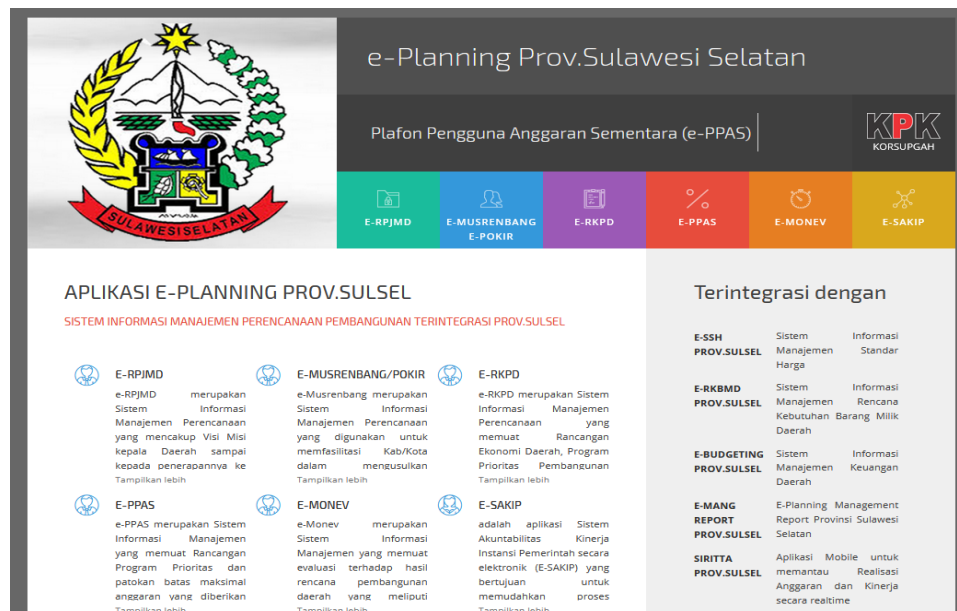 SULAWESI SELATAN
e-Planning Prov.Sulawesi Selatan
Plafon Pengguna Anggaran Sementara (e-PPAS)
KPK
KORSUPGAH
E-RPJMD
E-MUSRENBANG
E-POKIR
E-RKPD
E-PPAS
E-MONEV
E-SAKIP
APLIKASI E-PLANNING PROV.SULSEL
SISTEM INFORMASI MANAJEMEN PERENCANAAN PEMBANGUNAN TERINTEGRASI PROV.SULSEL
E-RPJMD
e-RPJMD merupakan
Sistem Informasi
Manajemen Perencanaan
yang mencakup Visi Misi
kepala Daerah sampai
kepada penerapannya ke
Tampilkan lebih
E-MUSRENBANG/POKIR
e-Musrenbang merupakan
Sistem Informasi
Manajemen Perencanaan
yang digunakan untuk
memfasilitasi Kab/Kota
dalam mengusulkan
Tampilkan lebih
E-RKPD
e-RKPD merupakan Sistem
Informasi Manajemen
Perencanaan yang
memuat Rancangan
Ekonomi Daerah, Program
Prioritas Pembangunan
Tampilkan lebih
E-PPAS
e-PPAS merupakan Sistem
Informasi Manajemen
yang memuat Rancangan
Program Prioritas dan
patokan batas maksimal
anggaran yang diberikan
Tampilkan lebih
E-MONEV
e-Monev merupakan
Sistem Informasi
Manajemen yang memuat
evaluasi terhadap hasil
rencana pembangunan
daerah yang meliputi
Tampilkan lebih
E-SAKIP
adalah aplikasi Sistem
Akuntabilitas Kinerja
Instansi Pemerintah secara
elektronik (E-SAKIP) yang
bertujuan untuk
memudahkan proses
Tampilkan lebih
Terintegrasi dengan
E-SSH
PROV.SULSEL
Sistem Informasi
Manajemen Standar
Harga
E-RKBMD
PROV.SULSEL
Sistem Informasi
Manajemen Rencana
Kebutuhan Barang Milik
Daerah
E-BUDGETING
PROV.SULSEL
Sistem Informasi
Manajemen Keuangan
Daerah
E-MANG
REPORT
PROV.SULSEL
E-Planning Management
Report Provinsi Sulawesi
Selatan
SIRITTA
PROV.SULSEL
Aplikasi Mobile untuk
memantau Realisasi
Anggaran dan Kinerja
secara realtime